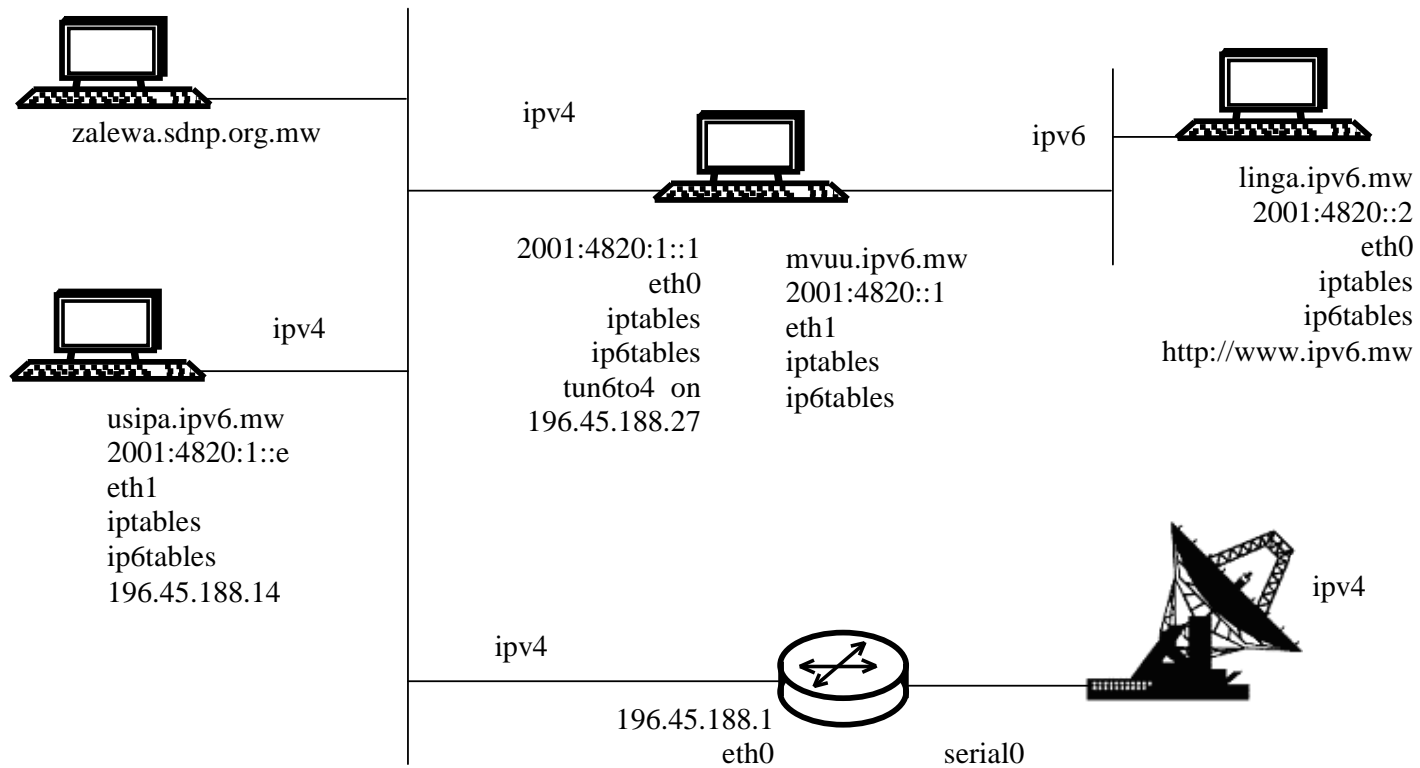 zalewa.sdnp.org.mw
ipv4
ipv6
linga.ipv6.mw
2001:4820::2
eth0
iptables
ip6tables
http://www.ipv6.mw
2001:4820:1::1
eth0
iptables
ip6tables
tun6to4 on
196.45.188.27
mvuu.ipv6.mw
2001:4820::1
eth1
iptables
ip6tables
ipv4
usipa.ipv6.mw
2001:4820:1::e
eth1
iptables
ip6tables
196.45.188.14
ipv4
ipv4
196.45.188.1
eth0
serial0